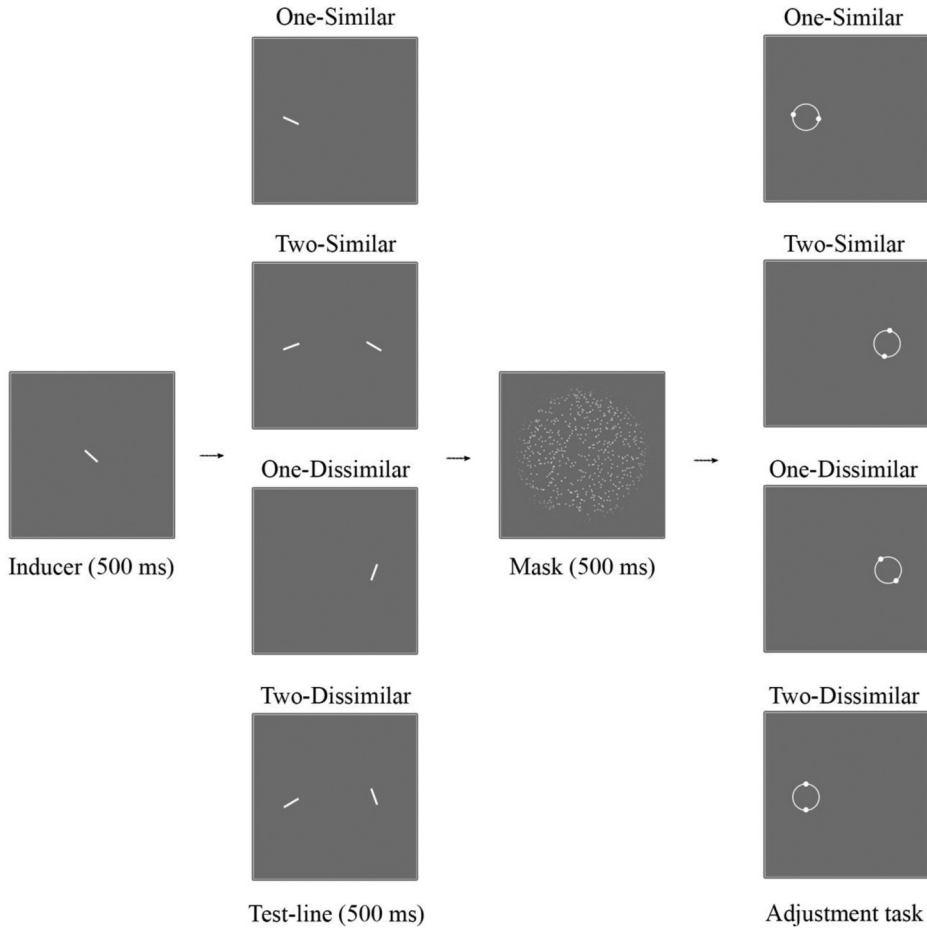 One-Similar
Two-Similar
One-Dissimilar
Two-Dissimilar
Inducer (500 ms)
Test-line (500 ms)
Mask (500 ms)
One-Similar
Two-Similar
One-Dissimilar
Two-Dissimilar
Adjustment task